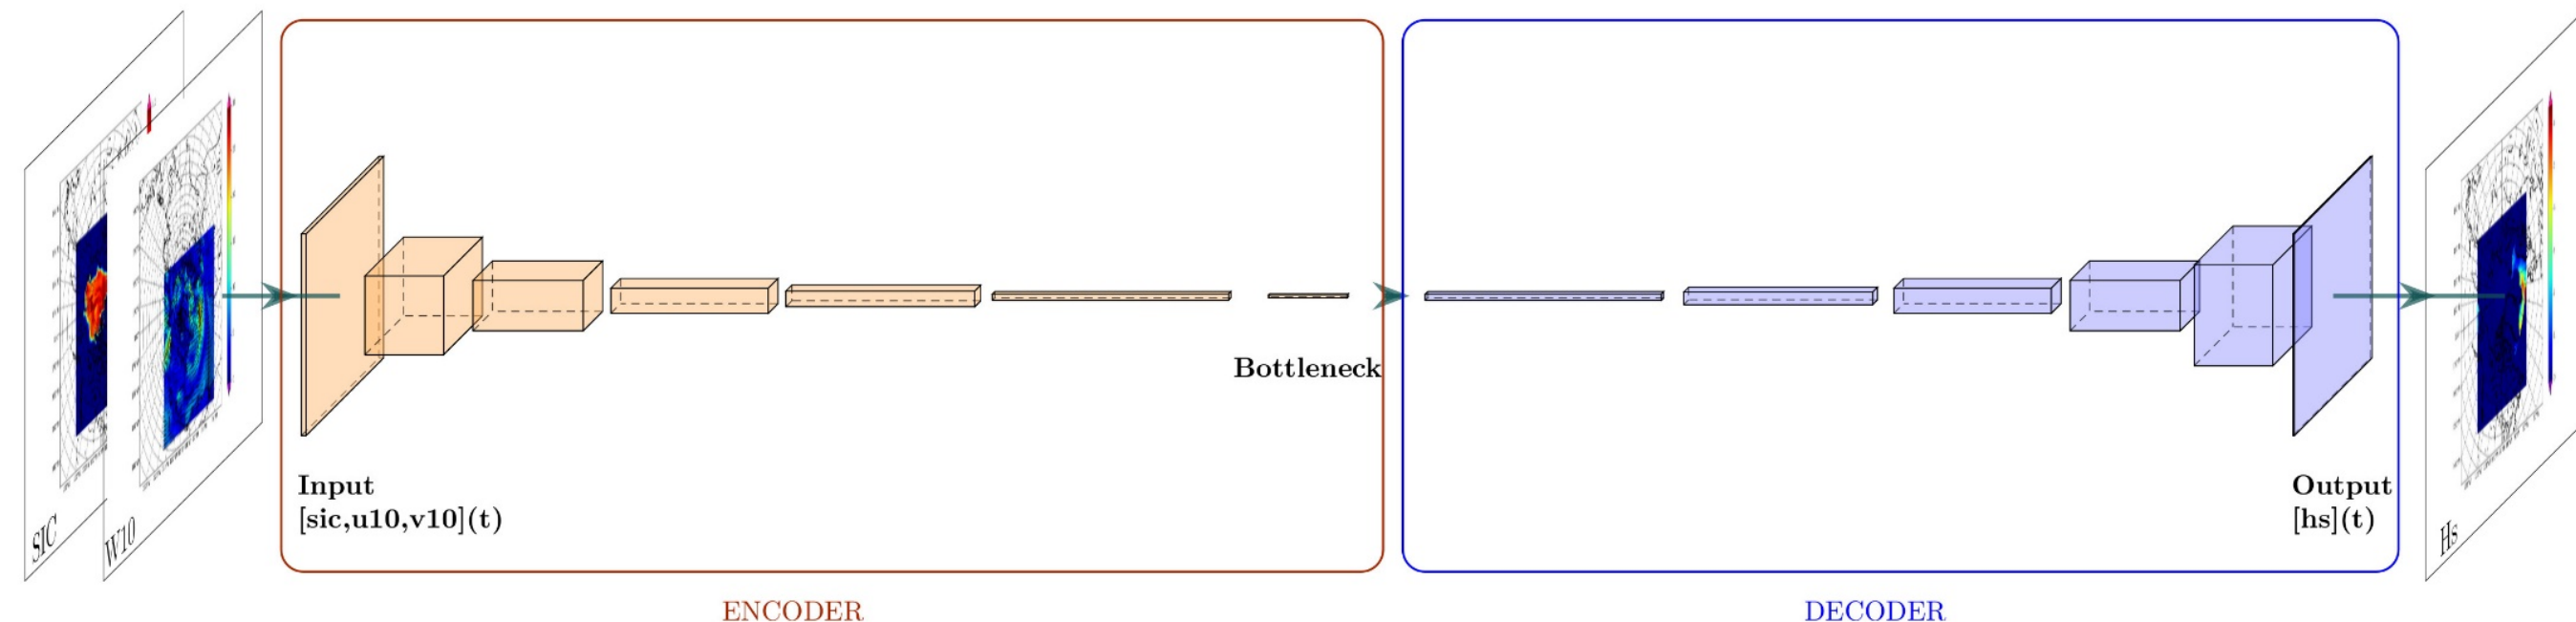 SIC
W10
Input
[sic,u10,v10](t)
Bottleneck
Output
[hs](t)
Hs
ENCODER
DECODER